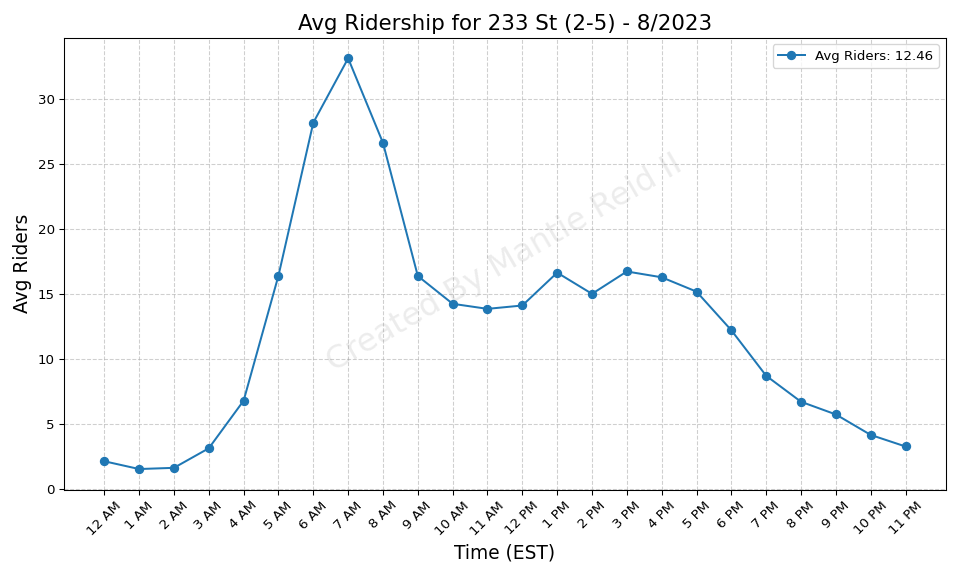 Avg Ridership for 233 St (2-5) - 8/2023
Avg Riders: 12.46
Avg Riders
30
25
20
15
10
5
0
Created By Mantie Reid II
12 AM
1 AM
2 AM
3 AM
4 AM
5 AM
6 AM
7 AM
8 AM
9 AM
10 AM
11 AM
12 PM
1 PM
2 PM
3 PM
4 PM
5 PM
6 PM
7 PM
8 PM
9 PM
10 PM
11 PM
Time (EST)